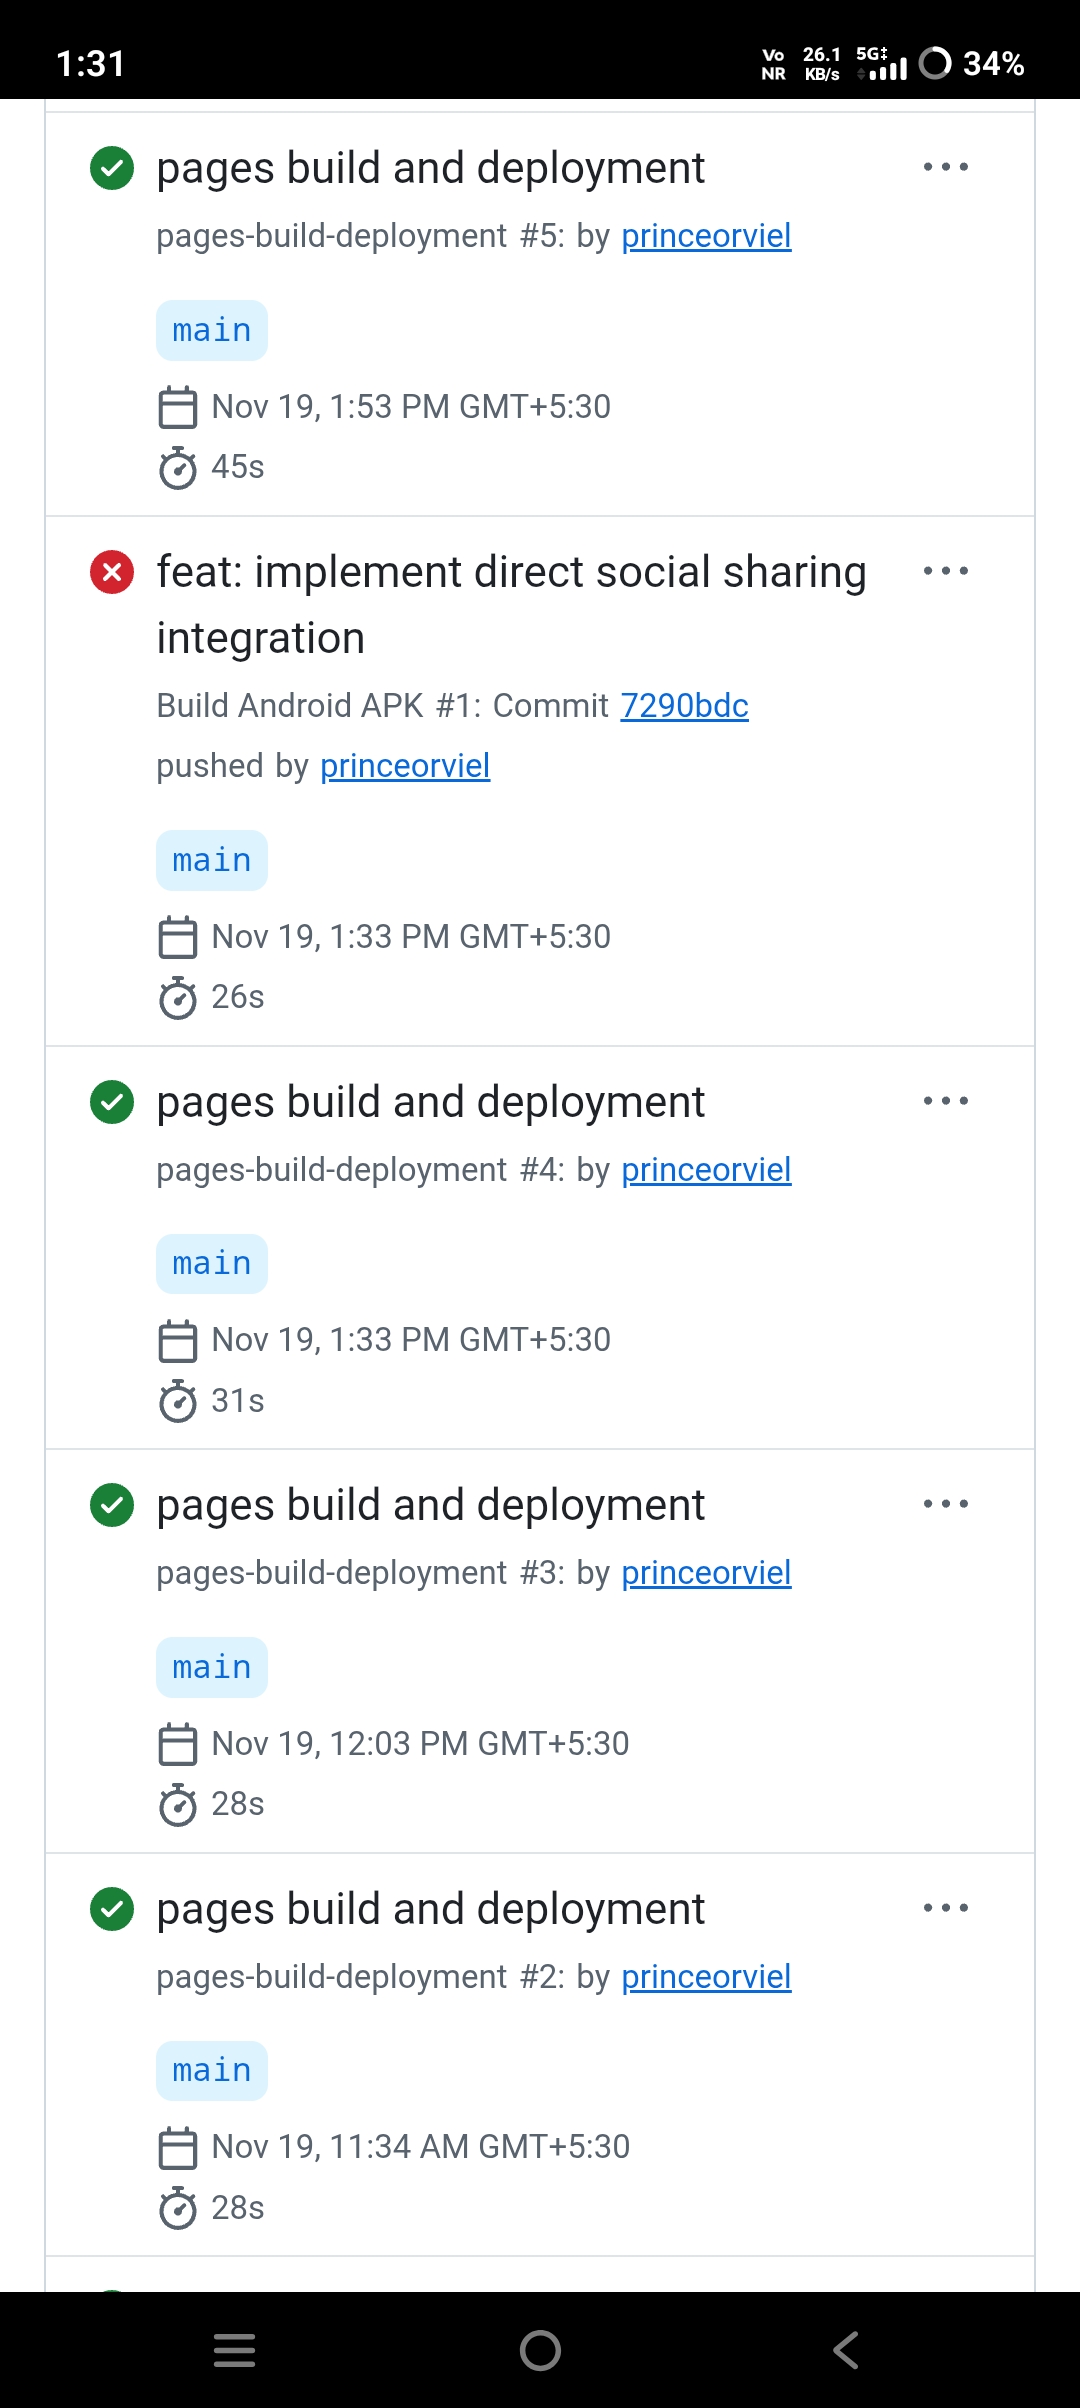 1:31
Vo NR 26.1 KB/s 5G 34%
pages build and deployment
pages-build-deployment #5: by princeorviel
main
Nov 19, 1:53 PM GMT+5:30
45s
feat: implement direct social sharing
integration
Build Android APK #1: Commit 7290bdc
pushed by princeorviel
main
Nov 19, 1:33 PM GMT+5:30
26s
pages build and deployment
pages-build-deployment #4: by princeorviel
main
Nov 19, 1:33 PM GMT+5:30
31s
pages build and deployment
pages-build-deployment #3: by princeorviel
main
Nov 19, 12:03 PM GMT+5:30
28s
pages build and deployment
pages-build-deployment #2: by princeorviel
main
Nov 19, 11:34 AM GMT+5:30
28s